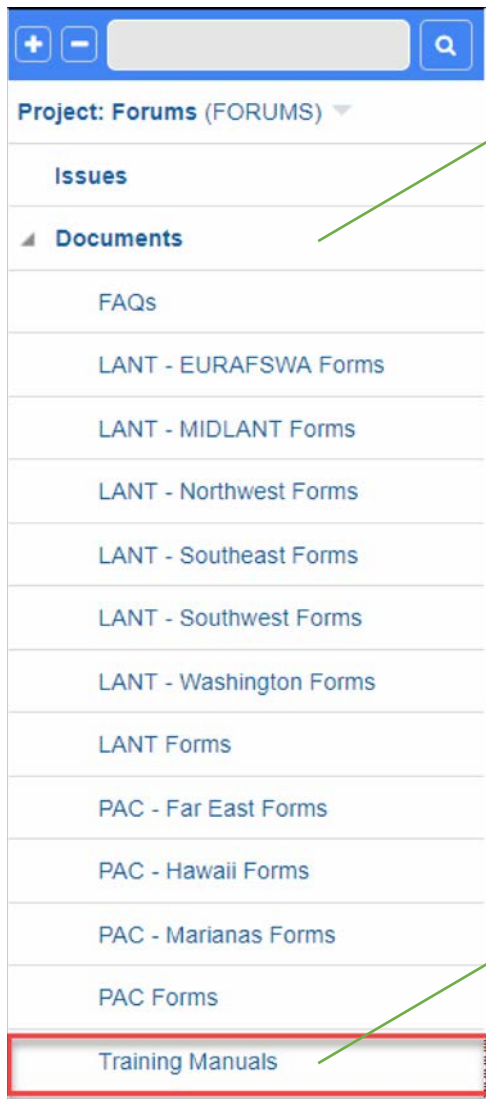 Project: Forums (FORUMS)
Issues
Documents
FAQs
LANT - EURAFSWA Forms
LANT - MIDLANT Forms
LANT - Northwest Forms
LANT - Southeast Forms
LANT - Southwest Forms
LANT - Washington Forms
LANT Forms
PAC - Far East Forms
PAC - Hawaii Forms
PAC - Marianas Forms
PAC Forms
Training Manuals